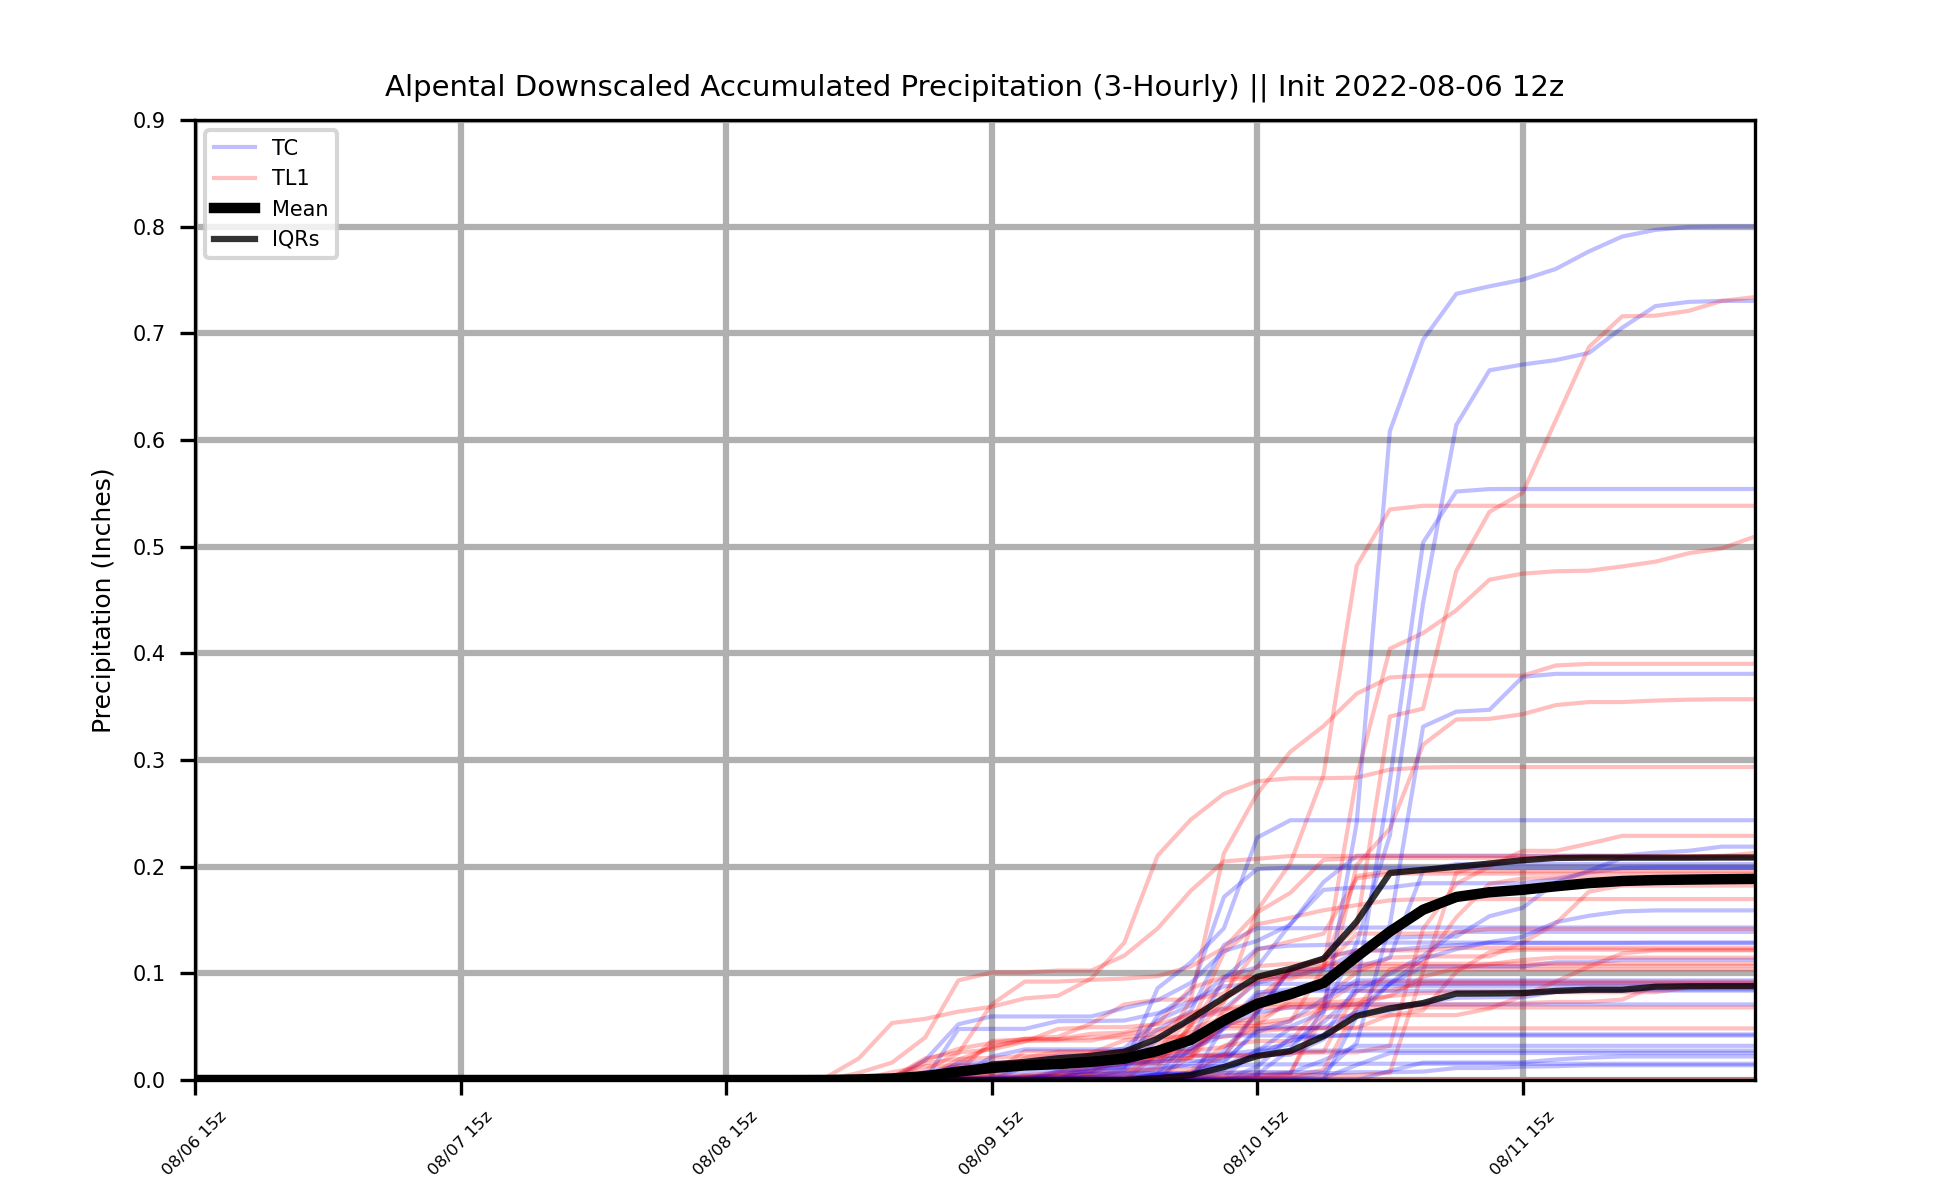 Alpental Downscaled Accumulated Precipitation (3-Hourly) || Init 2022-08-06 12z
TC
TL1
Mean
IQRs
Precipitation (Inches)
0.9
0.8
0.7
0.6
0.5
0.4
0.3
0.2
0.1
0.0
08/06 15z
08/07 15z
08/08 15z
08/09 15z
08/10 15z
08/11 15z